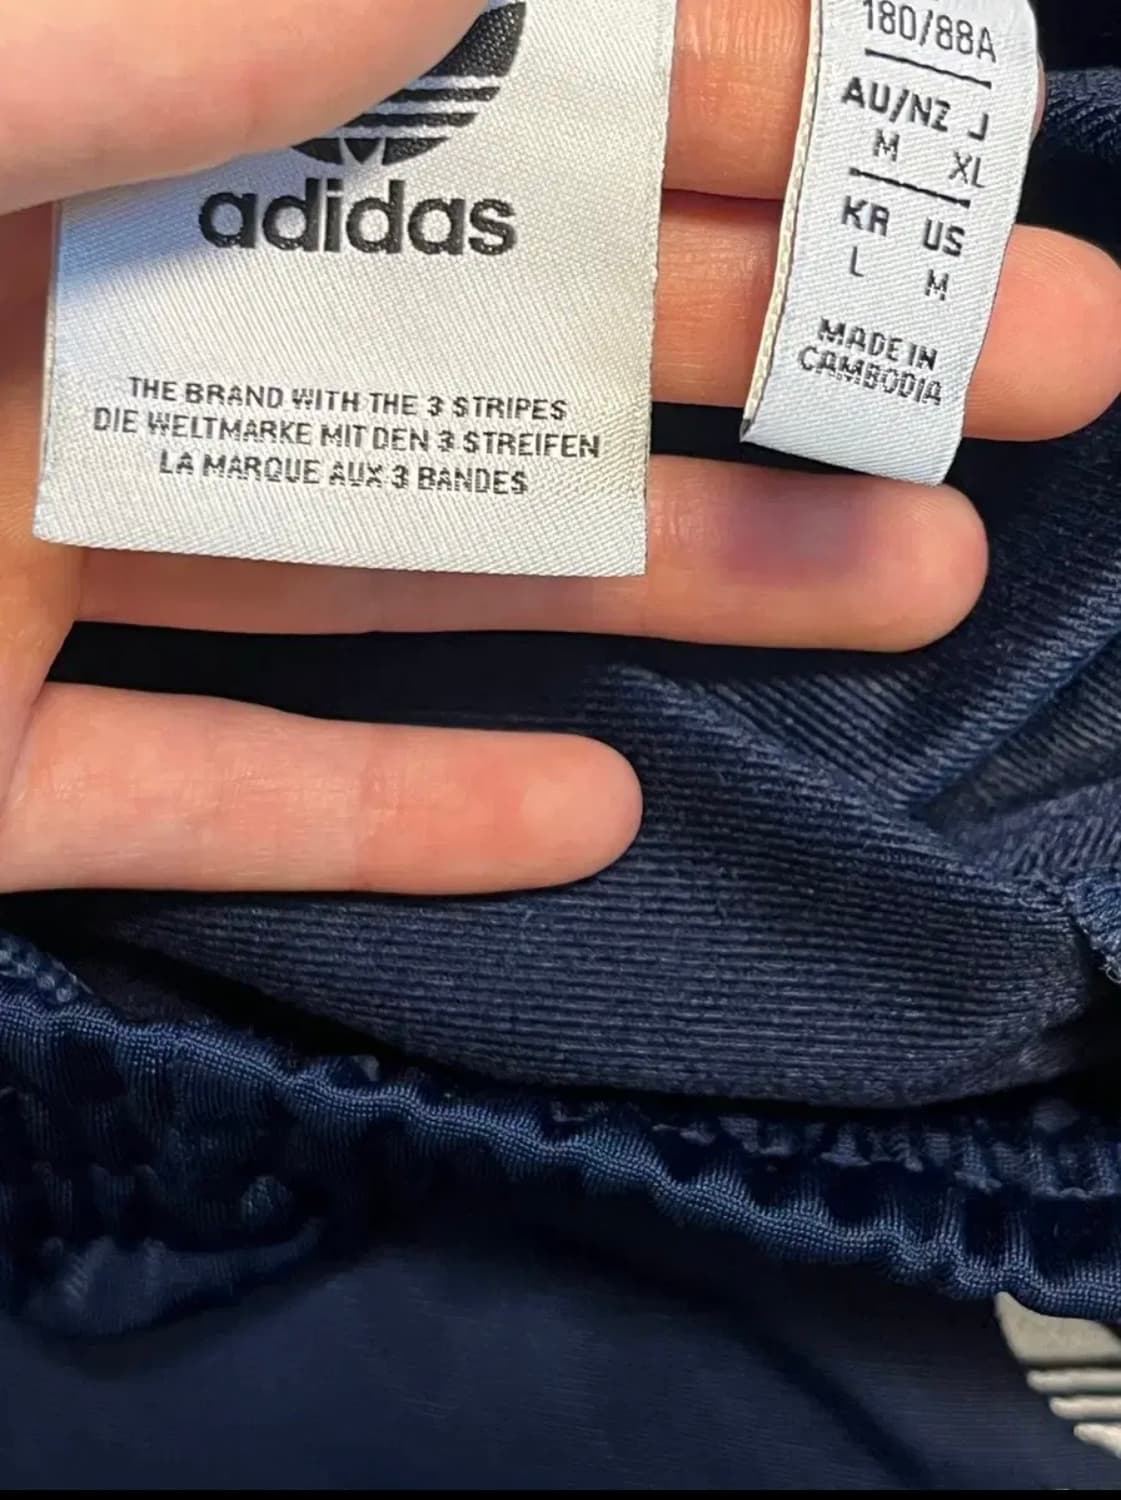 adidas
THE BRAND WITH THE 3 STRIPES
DIE WELTMARKE MIT DEN 3 STREIFEN
LA MARQUE AUX 3 BANDES
180/88A
AU/NZ J
M XL
KR US
L M
MADE IN
CAMBODIA